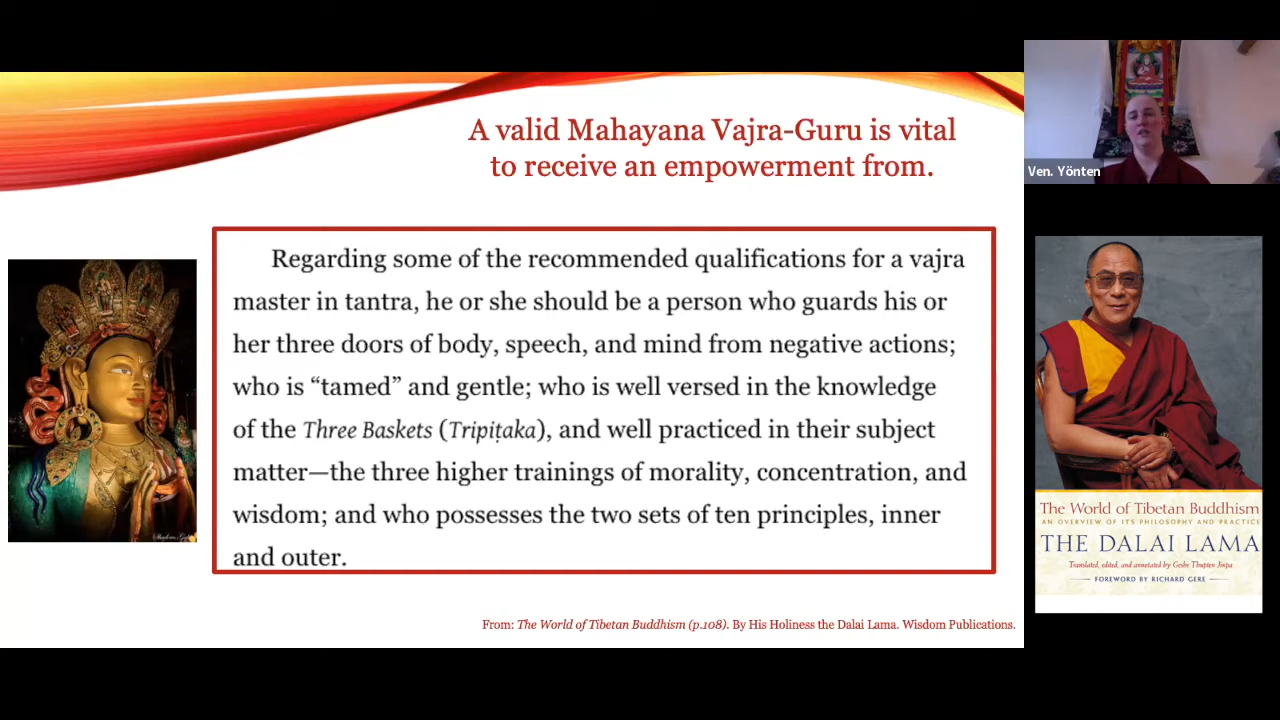 A valid Mahayana Vajra-Guru is vital
to receive an empowerment from.
Regarding some of the recommended qualifications for a vajra
master in tantra, he or she should be a person who guards his or
her three doors of body, speech, and mind from negative actions;
who is “tamed” and gentle; who is well versed in the knowledge
of the Three Baskets (Tripiṭaka), and well practiced in their subject
matter—the three higher trainings of morality, concentration, and
wisdom; and who possesses the two sets of ten principles, inner
and outer.
From: The World of Tibetan Buddhism (p.108). By His Holiness the Dalai Lama. Wisdom Publications.
Ven. Yönten
The World of Tibetan Buddhism
AN OVERVIEW OF ITS PHILOSOPHY AND PRACTICE
THE DALAI LAMA
Translated, edited, and annotated by Geshe Thupten Jinpa
FOREWORD BY RICHARD GERE